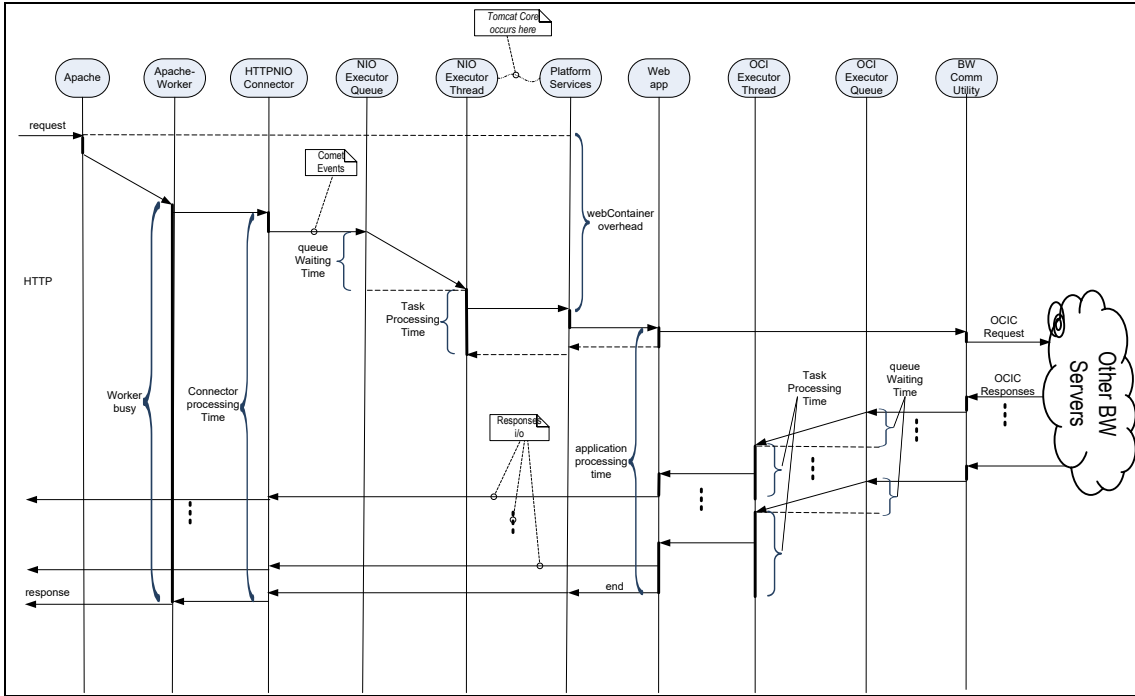 Tomcat Core
occurs here
Apache
Apache-
Worker
HTTPNIO
Connector
NIO
Executor
Queue
NIO
Executor
Thread
Platform
Services
Web
app
OCI
Executor
Thread
OCI
Executor
Queue
BW
Comm
Utility
request
Comet
Events
webContainer
overhead
queue
Waiting
Time
HTTP
Task
Processing
Time
OCIC
Request
Other BW
Servers
Worker
busy
Connector
processing
Time
Task
Processing
Time
queue
Waiting
Time
OCIC
Responses
Responses
i/o
application
processing
time
response
end